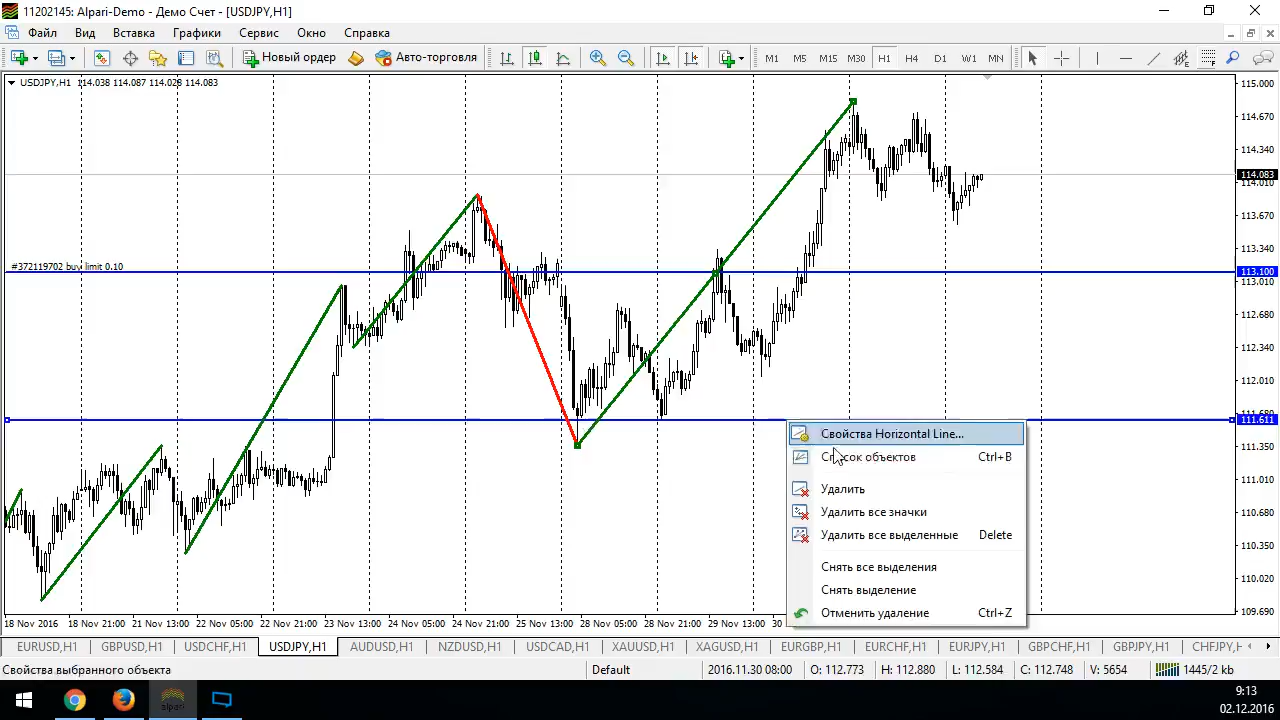 11202145: Alpari-Demo - Демо Счет - [USDJPY,H1]
Файл Вид Вставка Графики Сервис Окно Справка
Новый ордер Авто-торговля M1 M5 M15 M30 H1 H4 D1 W1 MN
USDJPY,H1 114.038 114.087 114.028 114.083
115.000
114.670
114.340
114.083
114.010
113.670
113.340
#372119702 buy limit 0.10
113.100
113.010
112.680
112.340
112.010
111.680
111.611
111.350
111.010
110.680
110.350
110.020
109.690
Свойства Horizontal Line...
Список объектов Ctrl+B
Удалить
Удалить все значки
Удалить все выделенные Delete
Снять все выделения
Снять выделение
Отменить удаление Ctrl+Z
18 Nov 2016 18 Nov 21:00 21 Nov 13:00 22 Nov 05:00 22 Nov 21:00 23 Nov 13:00 24 Nov 05:00 24 Nov 21:00 25 Nov 13:00 28 Nov 05:00 28 Nov 21:00 29 Nov 13:00 30
EURUSD,H1 GBPUSD,H1 USDCHF,H1 USDJPY,H1 AUDUSD,H1 NZDUSD,H1 USDCAD,H1 XAUUSD,H1 XAGUSD,H1 EURGBP,H1 EURCHF,H1 EURJPY,H1 GBPCHF,H1 GBPJPY,H1 CHFJPY,H
Свойства выбранного объекта Default 2016.11.30 08:00 O: 112.773 H: 112.880 L: 112.584 C: 112.748 V: 5654 1445/2 kb
alpari
9:13
02.12.2016